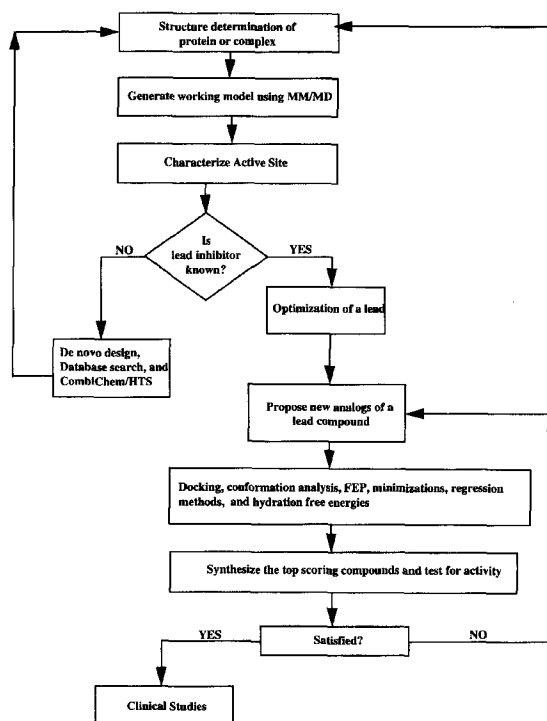 Structure determination of
protein or complex
Generate working model using MM/MD
Characterize Active Site
Is
lead inhibitor
known?
NO
YES
Optimization of a lead
De novo design,
Database search, and
CombiChem/HTS
Propose new analogs of a
lead compound
Docking, conformation analysis, FEP, minimizations, regression
methods, and hydration free energies
Synthesize the top scoring compounds and test for activity
YES
Satisfied?
NO
Clinical Studies